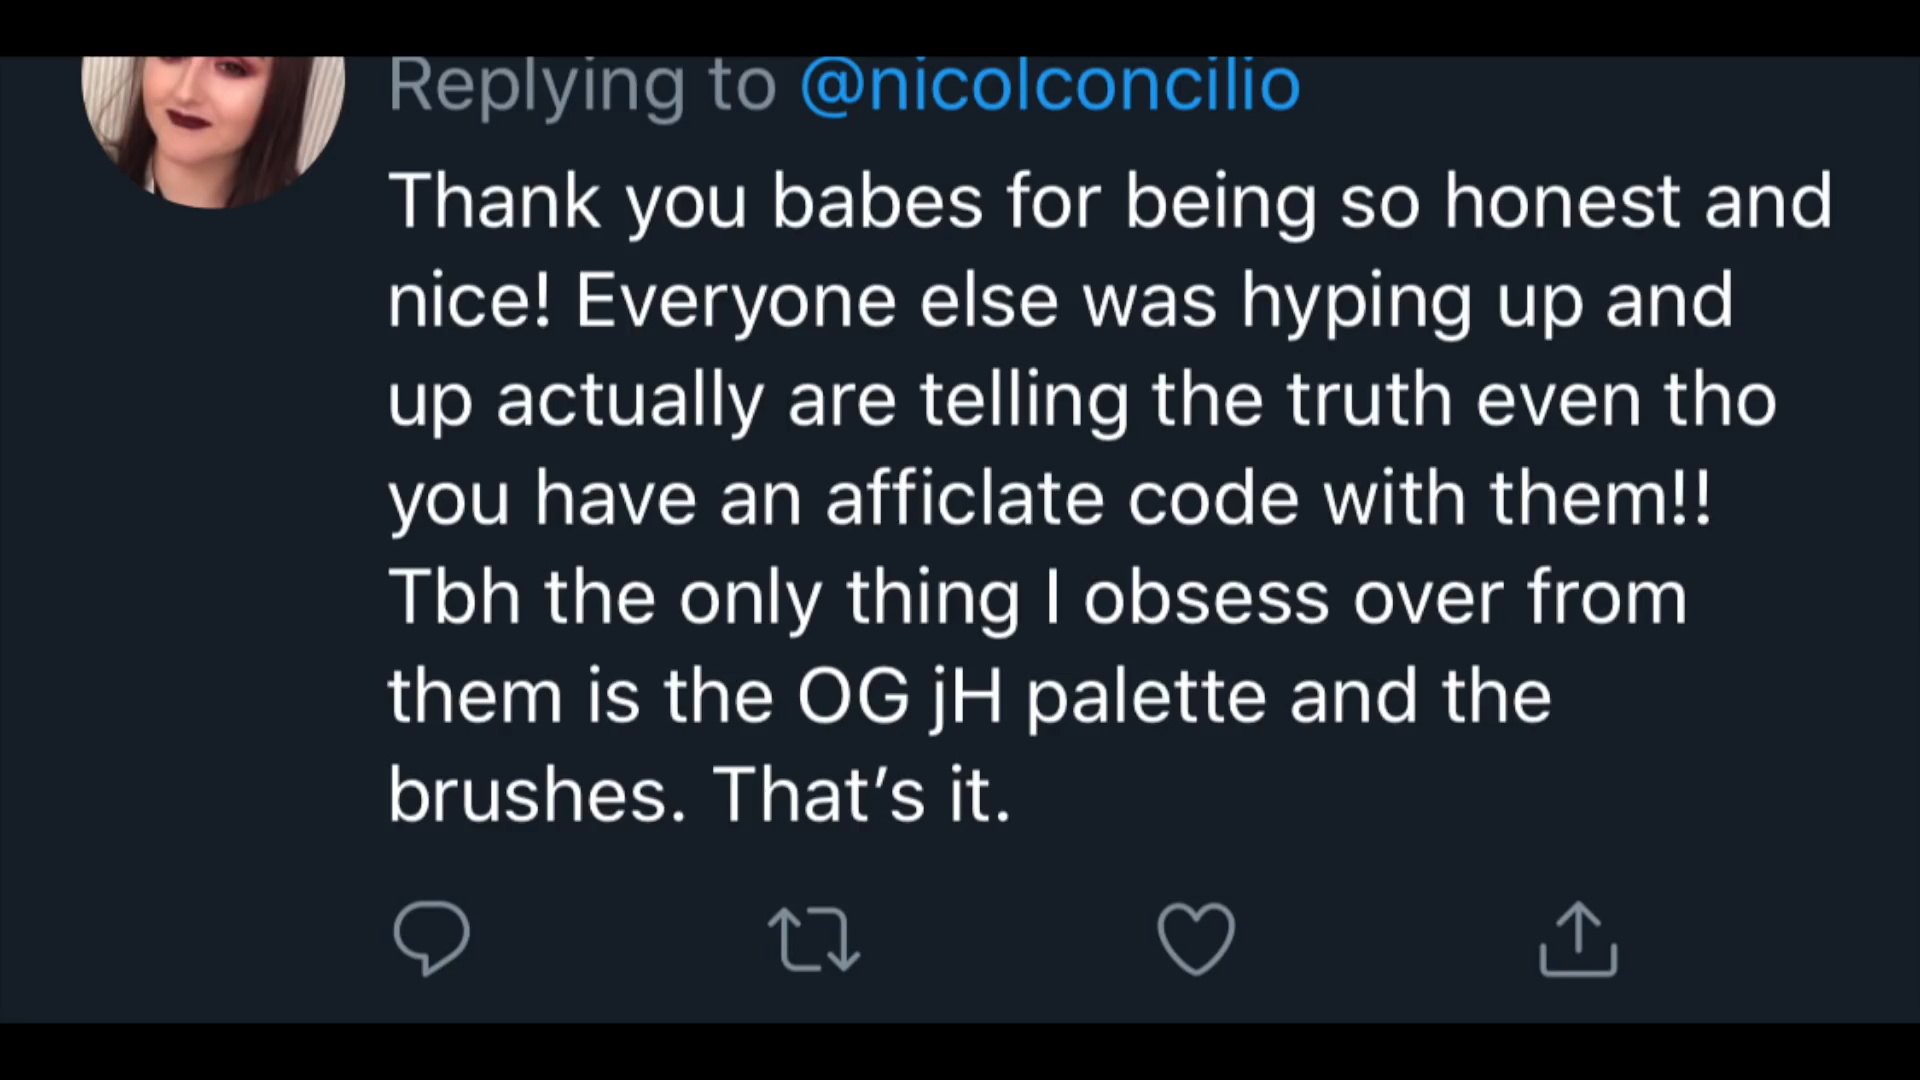 Replying to @nicolconcilio
Thank you babes for being so honest and
nice! Everyone else was hyping up and
up actually are telling the truth even tho
you have an afficlate code with them!!
Tbh the only thing I obsess over from
them is the OG jH palette and the
brushes. That’s it.